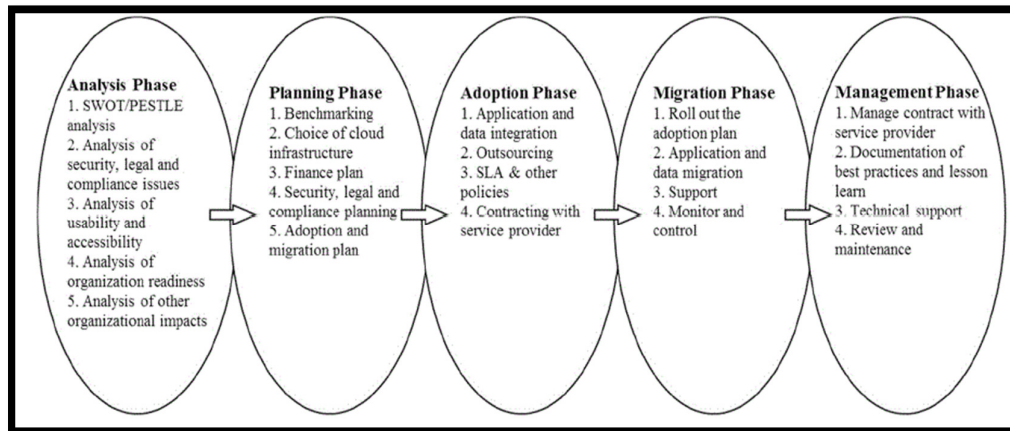 Analysis Phase
1. SWOT/PESTLE
analysis
2. Analysis of
security, legal and
compliance issues
3. Analysis of
usability and
accessibility
4. Analysis of
organization readiness
5. Analysis of other
organizational impacts
Planning Phase
1. Benchmarking
2. Choice of cloud
infrastructure
3. Finance plan
4. Security, legal and
compliance planning
5. Adoption and
migration plan
Adoption Phase
1. Application and
data integration
2. Outsourcing
3. SLA & other
policies
4. Contracting with
service provider
Migration Phase
1. Roll out the
adoption plan
2. Application and
data migration
3. Support
4. Monitor and
control
Management Phase
1. Manage contract with
service provider
2. Documentation of
best practices and lesson
learn
3. Technical support
4. Review and
maintenance